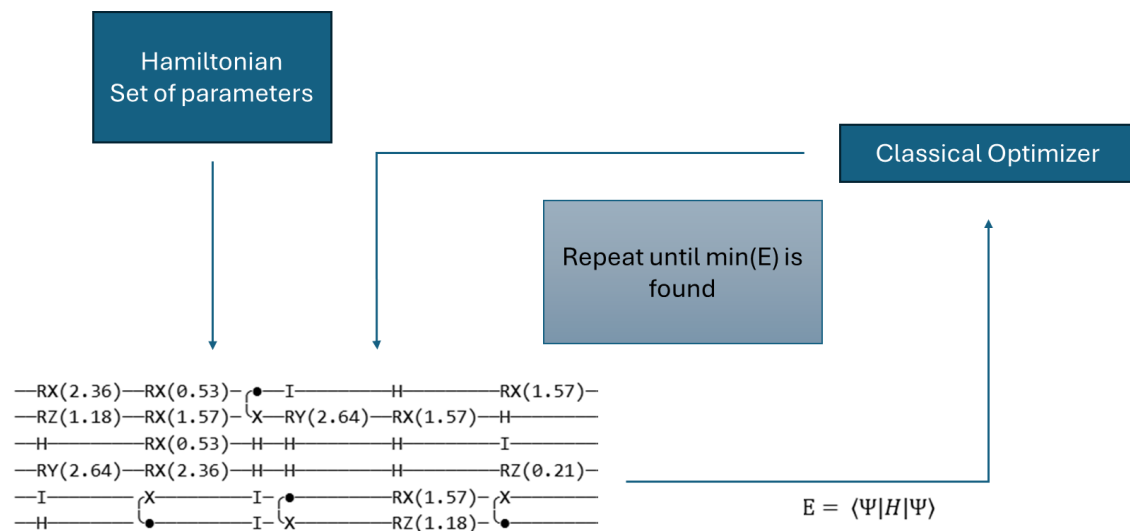 Hamiltonian
Set of parameters
Classical Optimizer
Repeat until min(E) is
found
──RX(2.36)──RX(0.53)─╭●──I─────────H─────────RX(1.57)──
──RZ(1.18)──RX(1.57)─╰X──RY(2.64)──RX(1.57)──H─────────
──H─────────RX(0.53)──H──H─────────H─────────I─────────
──RY(2.64)──RX(2.36)──H──H─────────H─────────RZ(0.21)──
──I────────╭X─────────I─╭●─────────RX(1.57)─╭X─────────
──H────────╰●─────────I─╰X─────────RZ(1.18)─╰●─────────
E = ⟨Ψ|H|Ψ⟩